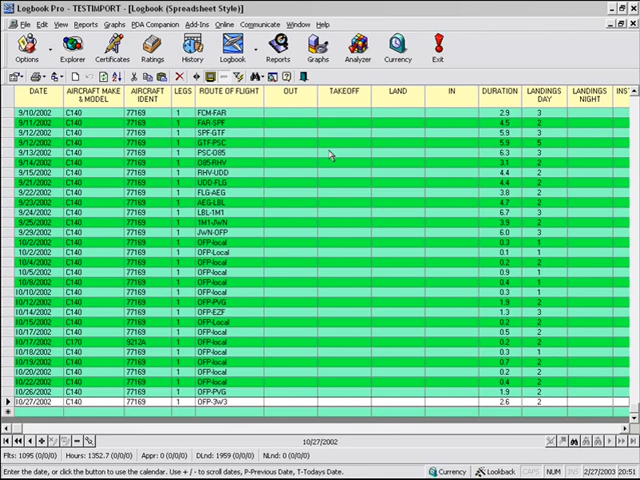 Logbook Pro - TESTIMPORT - [Logbook (Spreadsheet Style)]
File Edit View Reports Graphs PDA Companion Add-Ins Online Communicate Window Help
Options Explorer Certificates Ratings History Logbook Reports Graphs Analyzer Currency Exit
DATE AIRCRAFT MAKE & MODEL AIRCRAFT IDENT LEGS ROUTE OF FLIGHT OUT TAKEOFF LAND IN DURATION LANDINGS DAY LANDINGS NIGHT INS
9/10/2002 C140 77169 1 FCM-FAR 2.9 3
9/11/2002 C140 77169 1 FAR-SPF 4.5 2
9/12/2002 C140 77169 1 SPF-GTF 5.9 3
9/12/2002 C140 77169 1 GTF-PSC 5.9 5
9/13/2002 C140 77169 1 PSC-O85 6.3 3
9/14/2002 C140 77169 1 O85-RHV 3.1 2
9/15/2002 C140 77169 1 RHV-UDD 4.4 2
9/21/2002 C140 77169 1 UDD-FLG 4.4 2
9/22/2002 C140 77169 1 FLG-AEG 3.8 2
9/23/2002 C140 77169 1 AEG-LBL 4.7 2
9/24/2002 C140 77169 1 LBL-1M1 6.7 3
9/25/2002 C140 77169 1 1M1-JWN 3.9 2
9/29/2002 C140 77169 1 JWN-OFP 6.0 3
10/2/2002 C140 77169 1 OFP-local 0.3 1
10/2/2002 C140 77169 1 OFP-local 0.1 1
10/4/2002 C140 77169 1 OFP-local 0.2 2
10/5/2002 C140 77169 1 OFP-local 0.9 1
10/8/2002 C140 77169 1 OFP-local 0.4 1
10/10/2002 C140 77169 1 OFP-local 0.3 1
10/12/2002 C140 77169 1 OFP-PVG 1.9 2
10/14/2002 C140 77169 1 OFP-EZF 1.3 3
10/15/2002 C140 77169 1 OFP-Local 0.2 2
10/17/2002 C140 77169 1 OFP-local 0.5 2
10/17/2002 C170 9212A 1 OFP-local 0.2 2
10/18/2002 C140 77169 1 OFP-local 0.3 1
10/19/2002 C140 77169 1 OFP-local 0.7 2
10/20/2002 C140 77169 1 OFP-local 0.2 2
10/22/2002 C140 77169 1 OFP-local 0.4 2
10/26/2002 C140 77169 1 OFP-PVG 1.9 2
10/27/2002 C140 77169 1 OFP-3W3 2.6 2
10/27/2002
Flts: 1095 (0/0/0) Hours: 1352.7 (0/0/0) Appr: 0 (0/0/0) DLnd: 1959 (0/0/0) NLnd: 0 (0/0/0)
Enter the date, or click the button to use the calendar. Use + / - to scroll dates, P-Previous Date, T-Todays Date. Currency Lookback CAPS NUM INS 2/27/2003 20:51